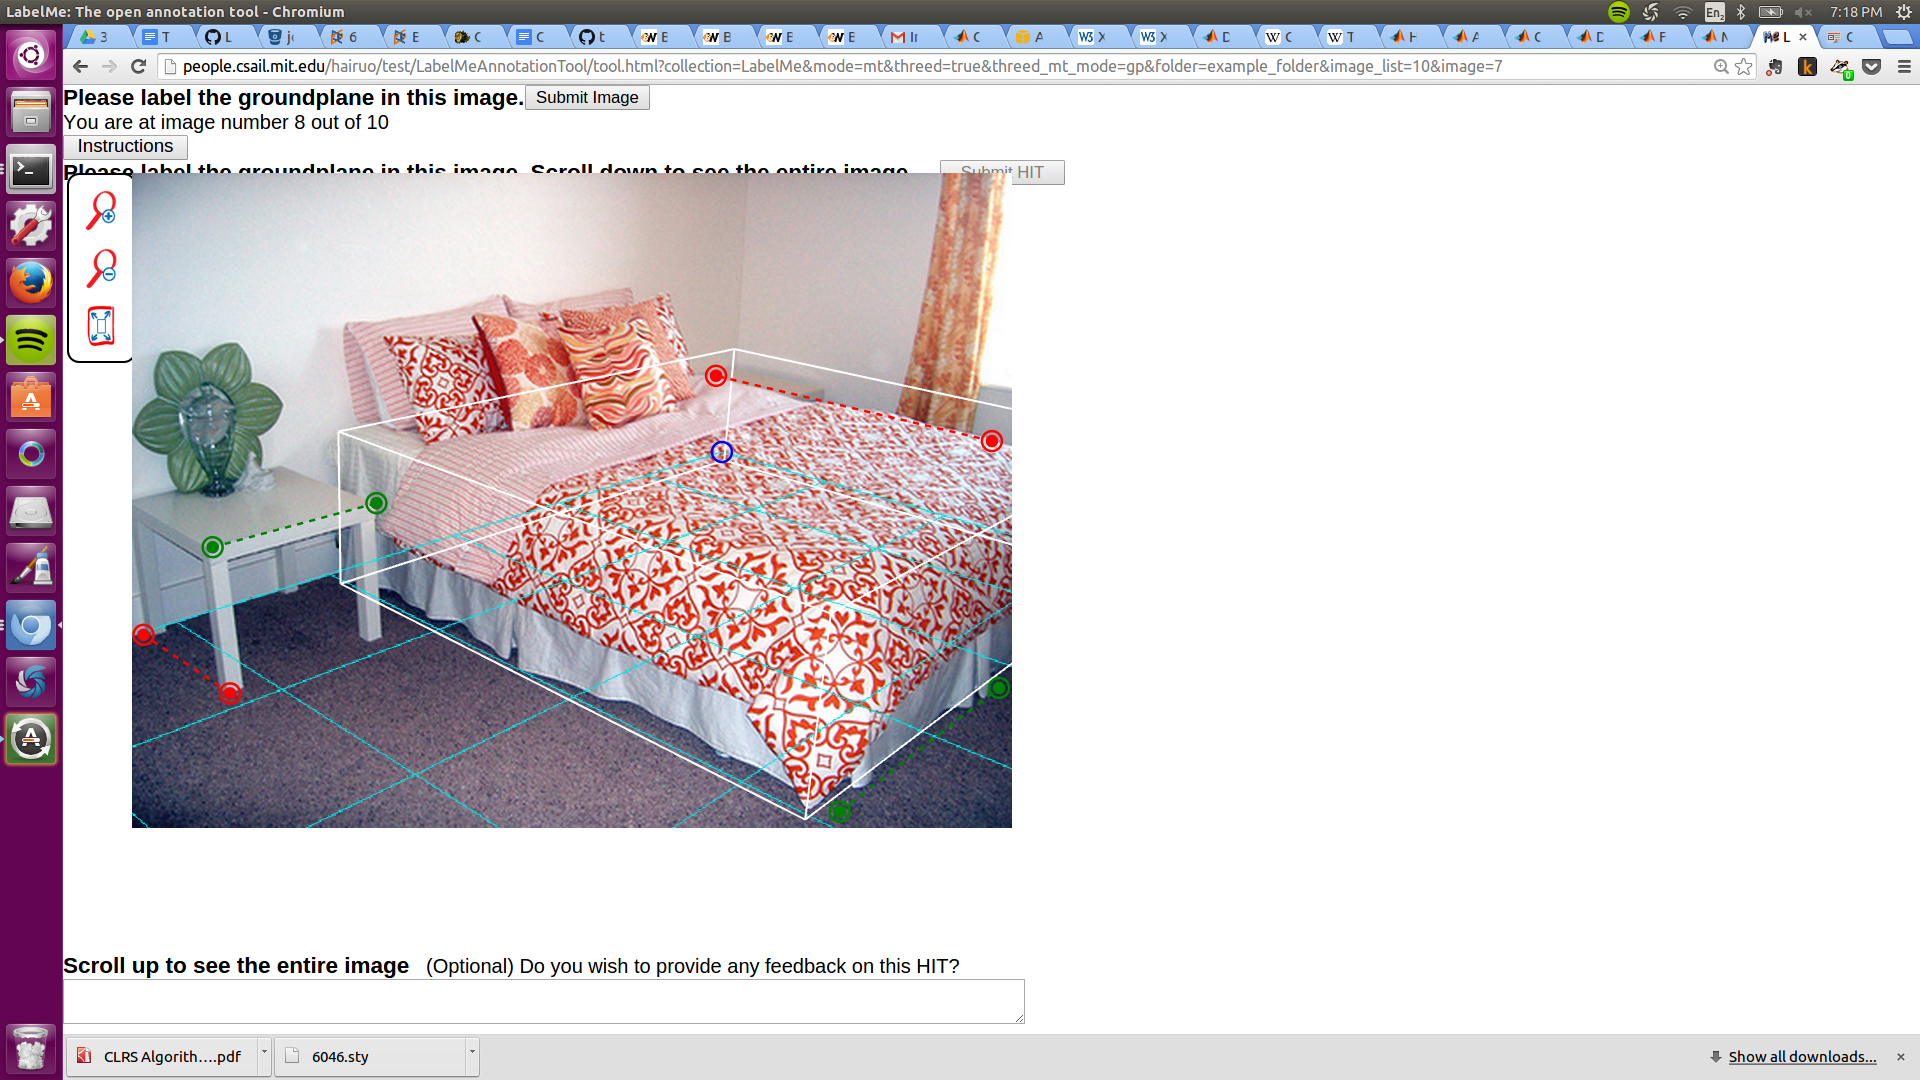 LabelMe: The open annotation tool - Chromium
En2
7:18 PM
3
T
L
6
E
C
C
t
E
B
E
E
C
A
X
X
D
C
T
H
A
C
D
F
L
C
people.csail.mit.edu/hairuo/test/LabelMeAnnotationTool/tool.html?collection=LabelMe&mode=mt&threed=true&threed_mt_mode=gp&folder=example_folder&image_list=10&image=7
Please label the groundplane in this image. Submit Image
You are at image number 8 out of 10
Instructions
Please label the groundplane in this image. Scroll down to see the entire image Submit HIT
Scroll up to see the entire image (Optional) Do you wish to provide any feedback on this HIT?
CLRS Algorith....pdf
6046.sty
Show all downloads...